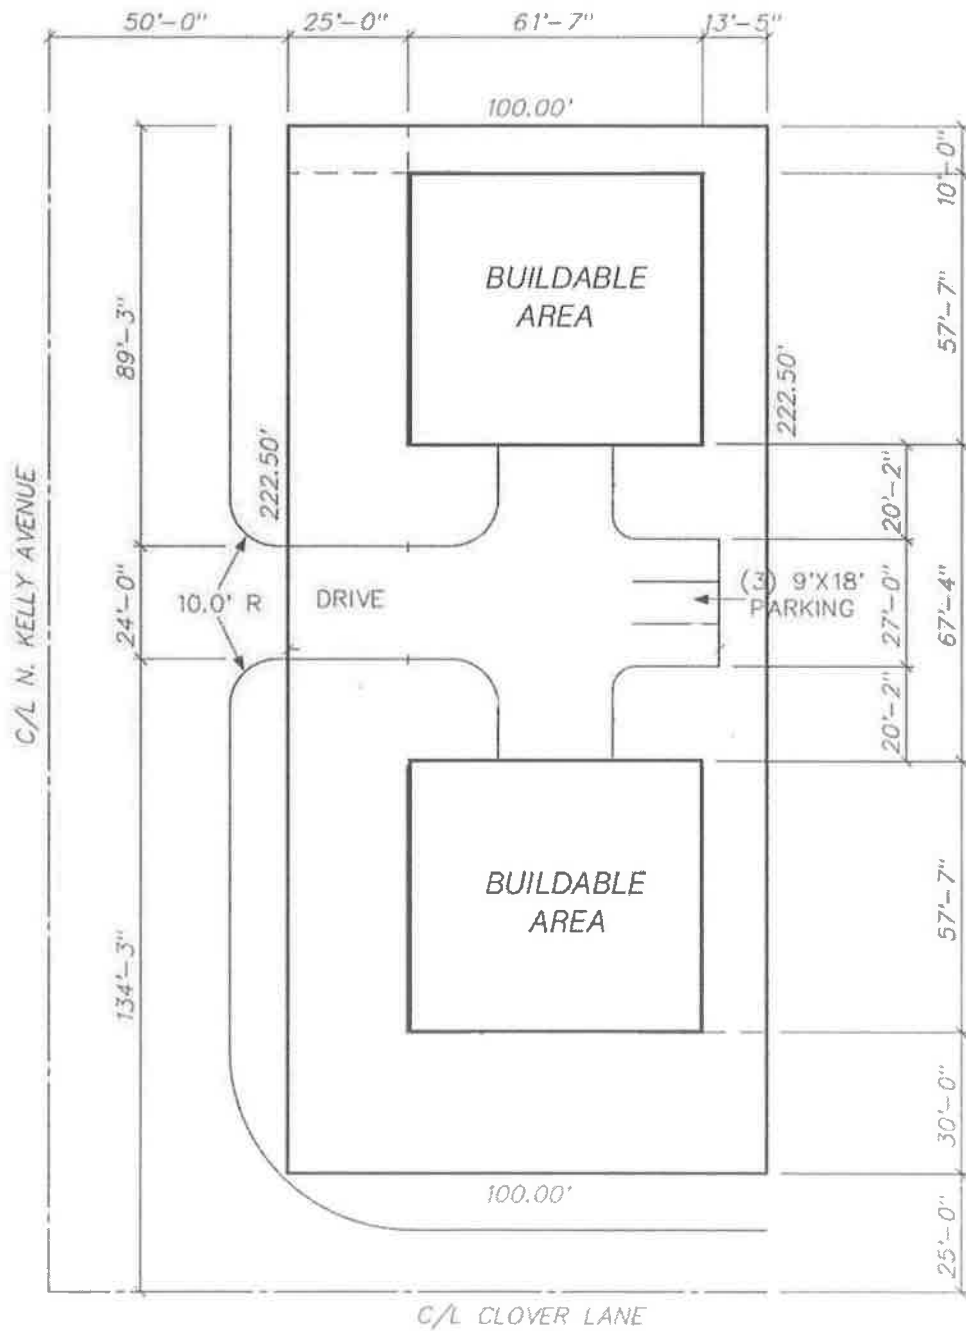 50'-0" 25'-0" 61'-7" 13'-5"
100.00'
10'-0"
BUILDABLE
AREA
57'-7"
89'-3"
222.50'
222.50'
20'-2"
C/L N. KELLY AVENUE
24'-0"
10.0' R
DRIVE
(3) 9'X18'
PARKING
27'-0"
67'-4"
20'-2"
BUILDABLE
AREA
57'-7"
134'-3"
30'-0"
100.00'
25'-0"
C/L CLOVER LANE